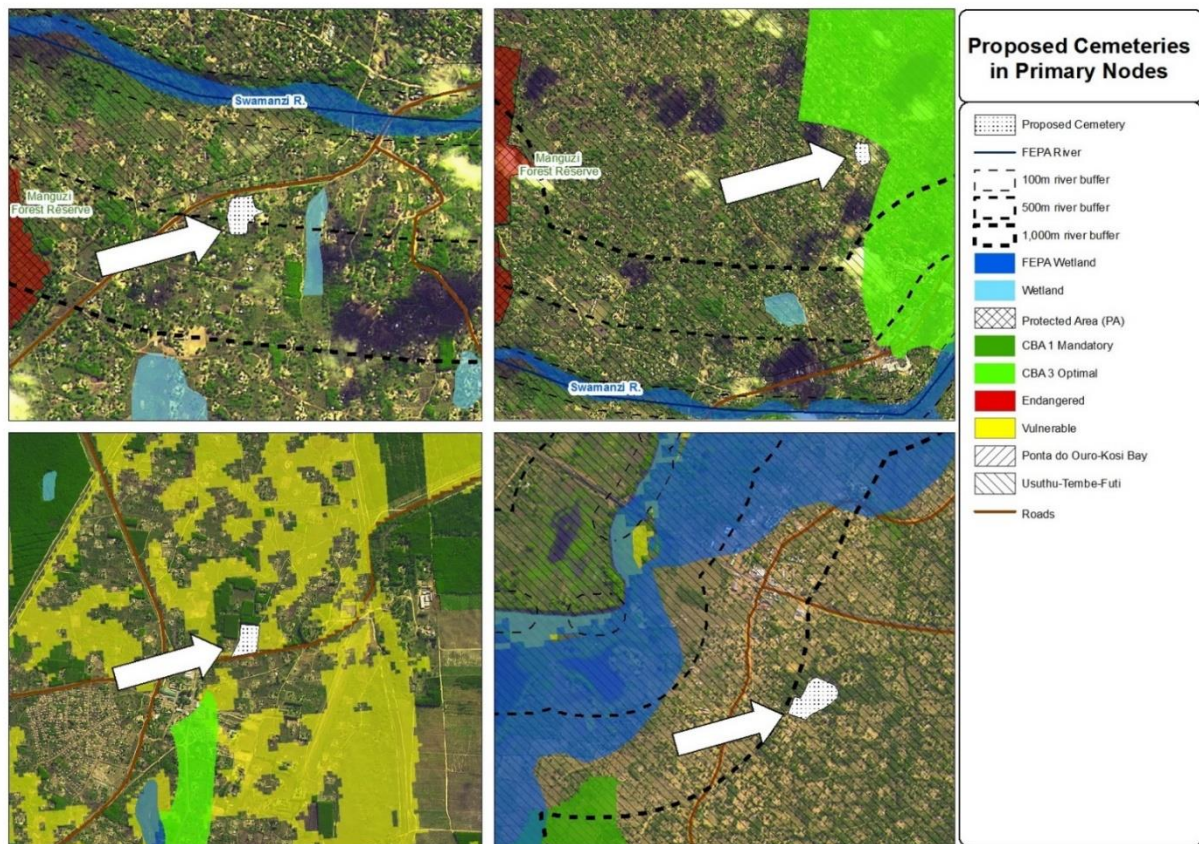 Swamanzi R.
Manguzi
Forest Reserve
Manguzi
Forest Reserve
Swamanzi R.
Proposed Cemeteries
in Primary Nodes
Proposed Cemetery
FEPA River
100m river buffer
500m river buffer
1,000m river buffer
FEPA Wetland
Wetland
Protected Area (PA)
CBA 1 Mandatory
CBA 3 Optimal
Endangered
Vulnerable
Ponta do Ouro-Kosi Bay
Usuthu-Tembe-Futi
Roads